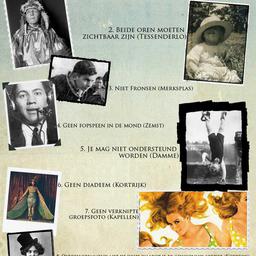 2. Beide oren moeten
zichtbaar zijn (Tessenderlo)
3. Niet Fronsen (Merksplas)
4. Geen fopspeen in de mond (Zemst)
5. Je mag niet ondersteund
worden (Damme)
6. Geen diadeem (Kortrijk)
7. Geen verknipte
groepsfoto (Kapellen)